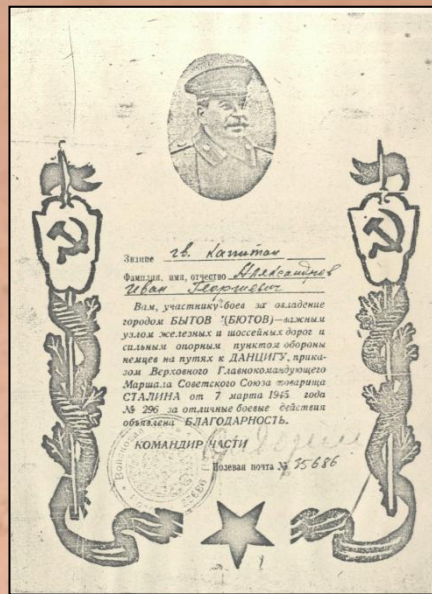 Звание гв. капитан
Фамилия, имя, отчество Александров
Иван Георгиевич
Вам, участнику боев за овладение
городом БЫТОВ (БЮТОВ)—важным
узлом железных и шоссейных дорог и
сильным опорным пунктом обороны
немцев на путях к ДАНЦИГУ, прика-
зом Верховного Главнокомандующего
Маршала Советского Союза товарища
СТАЛИНА от 7 марта 1945 года
№ 296 за отличные боевые действия
объявлена БЛАГОДАРНОСТЬ.
КОМАНДИР ЧАСТИ
Полевая почта № 35686